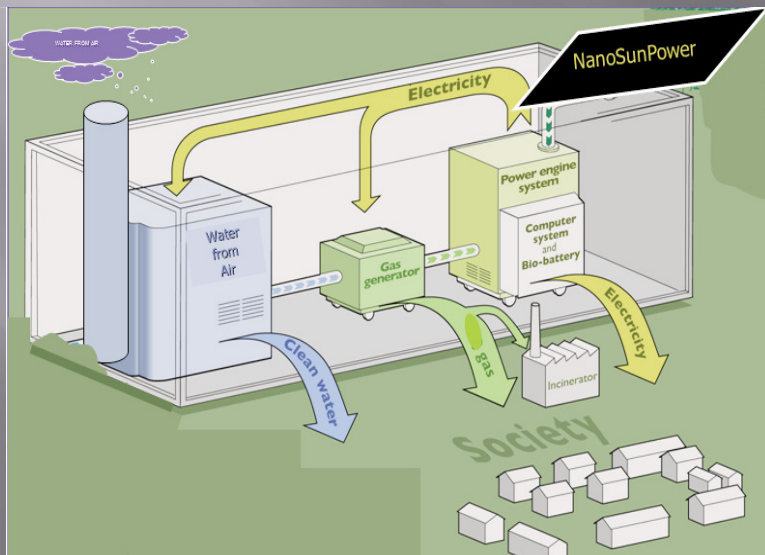 WATER FROM AIR
NanoSunPower
Electricity
Power engine
system
Computer
system
and
Bio-battery
Water
from
Air
Gas
generator
Clean water
gas
Electricity
Incinerator
Society